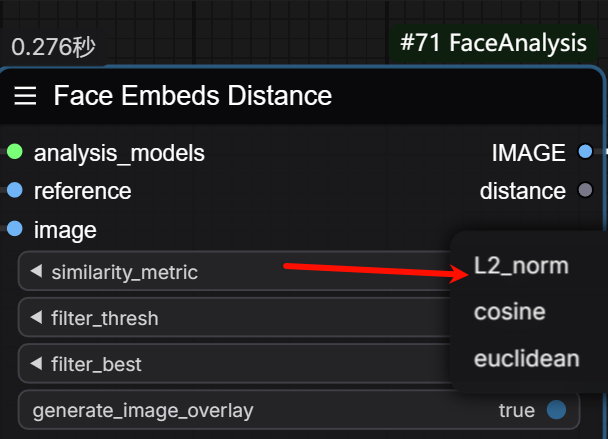 0.276秒
#71 FaceAnalysis
Face Embeds Distance
analysis_models
IMAGE
reference
distance
image
similarity_metric
L2_norm
filter_thresh
cosine
filter_best
euclidean
generate_image_overlay
true